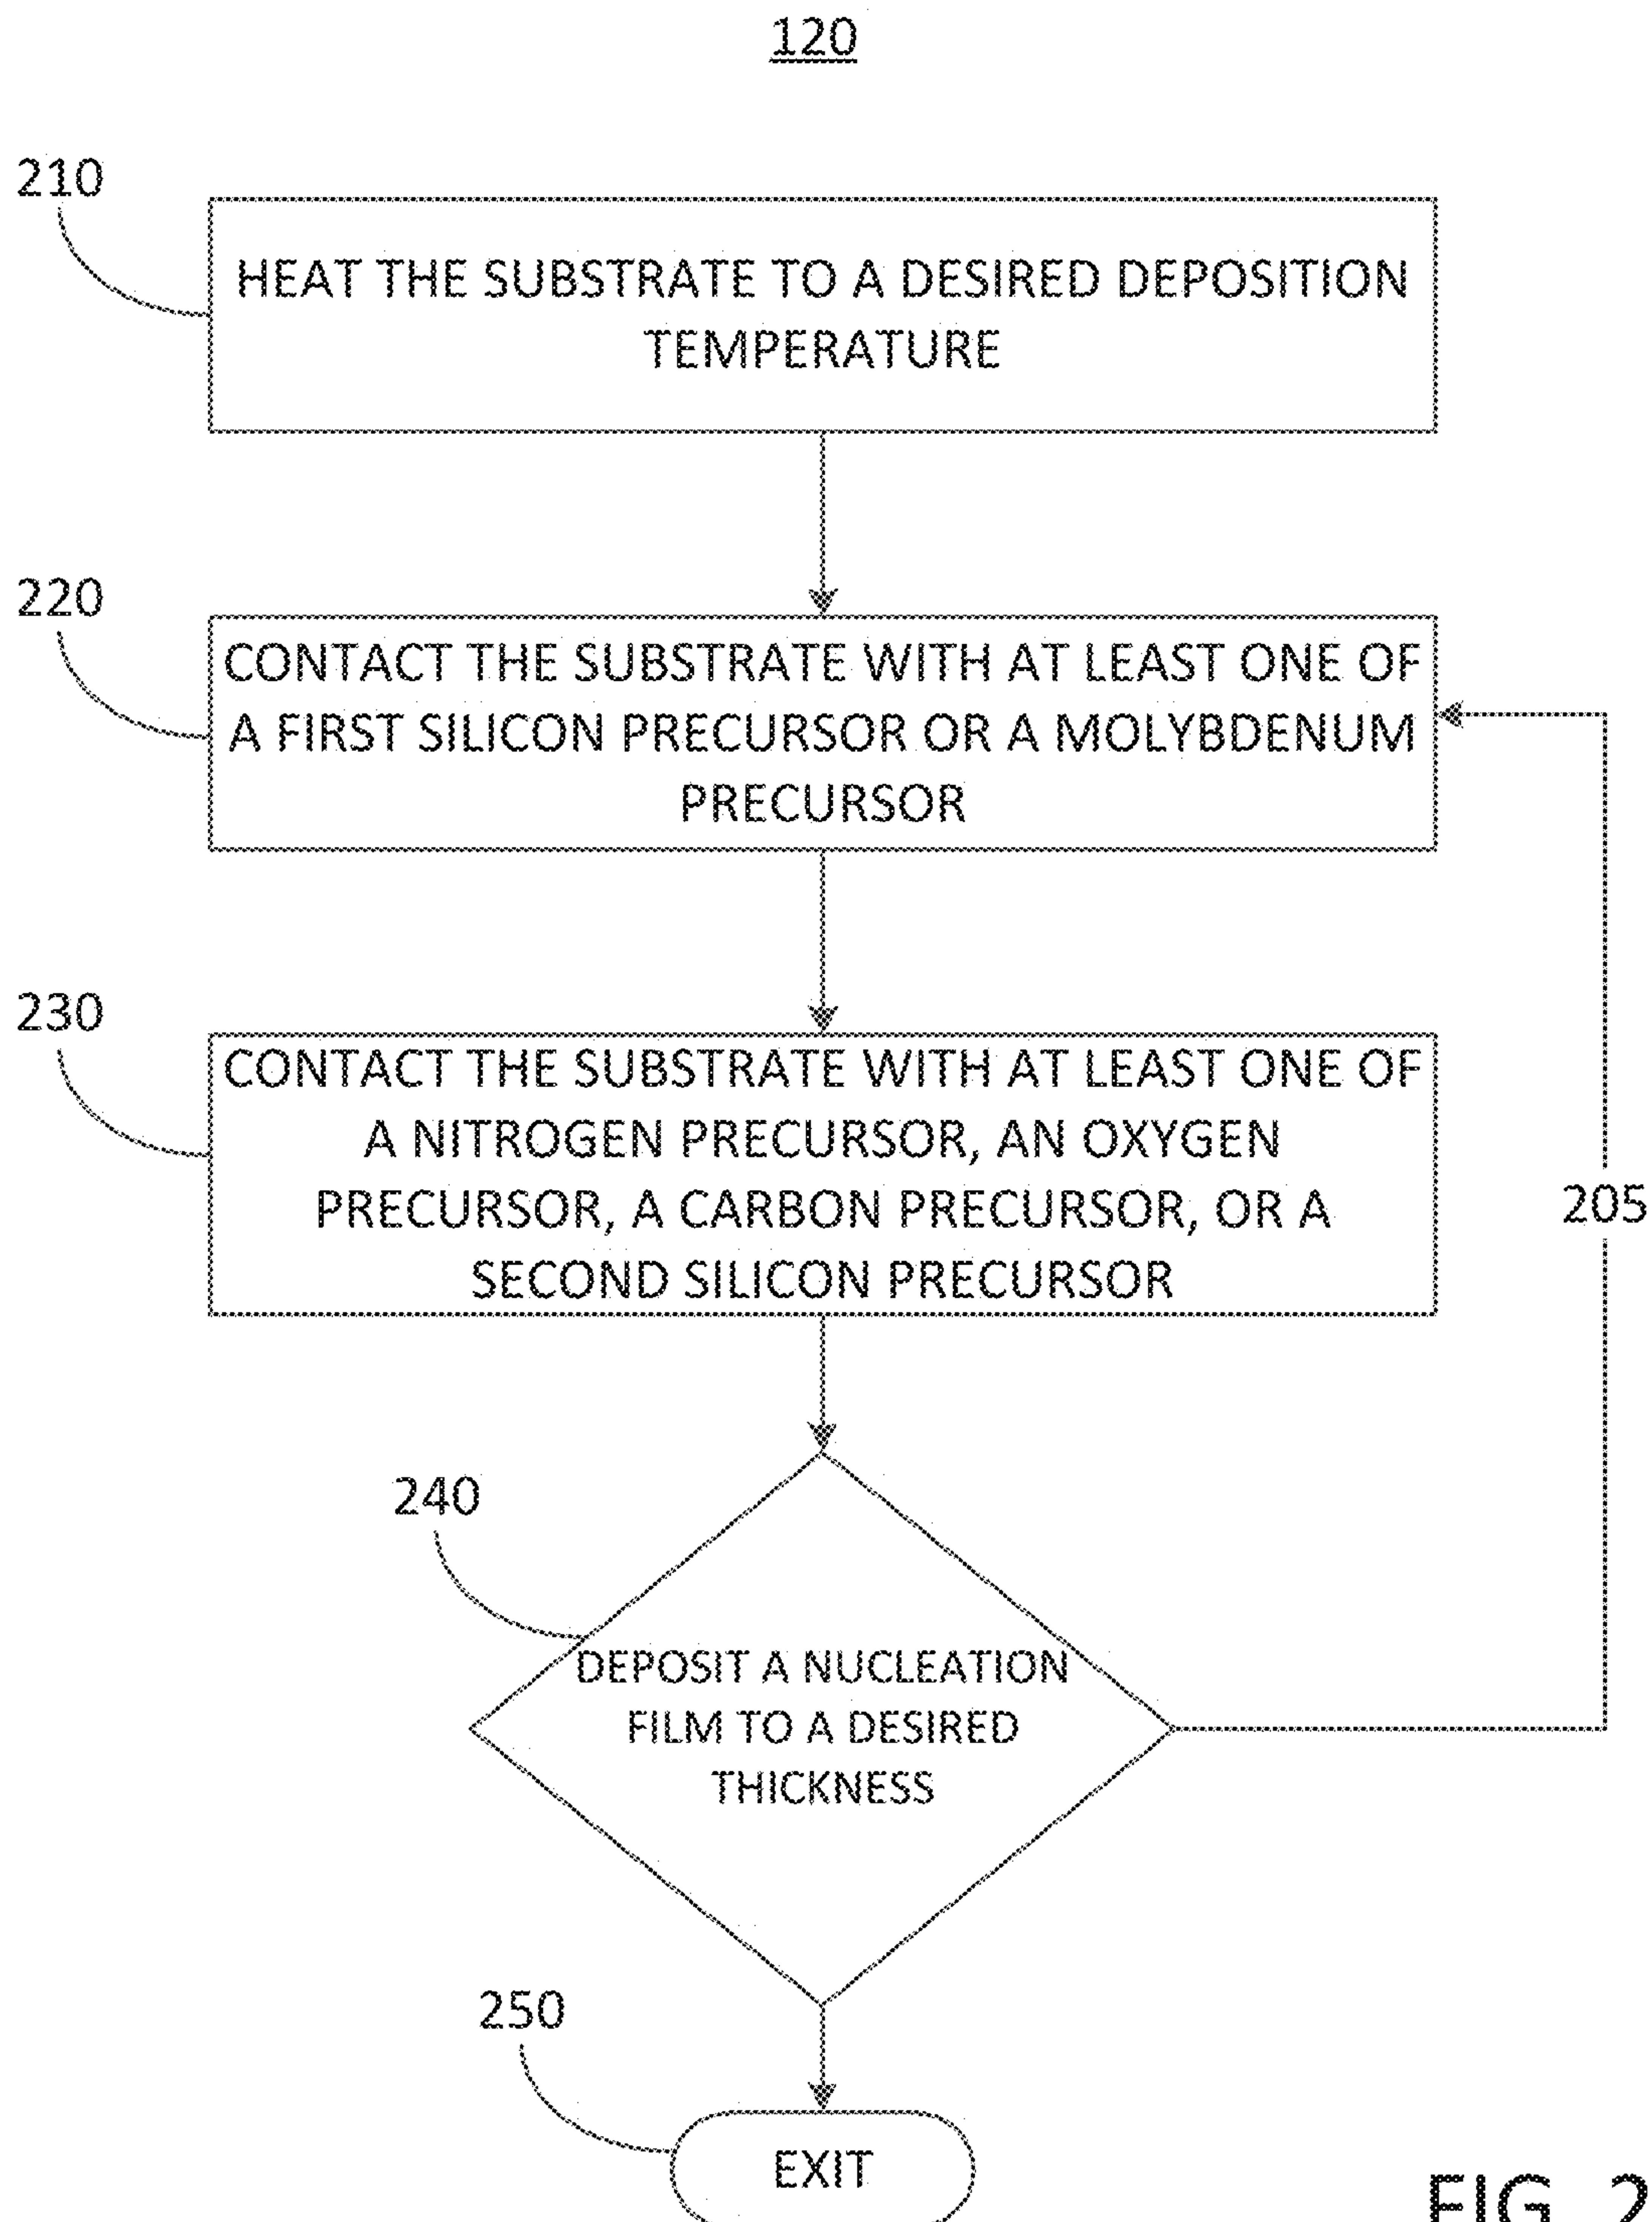 120
210
HEAT THE SUBSTRATE TO A DESIRED DEPOSITION
TEMPERATURE
220
CONTACT THE SUBSTRATE WITH AT LEAST ONE OF
A FIRST SILICON PRECURSOR OR A MOLYBDENUM
PRECURSOR
230
CONTACT THE SUBSTRATE WITH AT LEAST ONE OF
A NITROGEN PRECURSOR, AN OXYGEN
PRECURSOR, A CARBON PRECURSOR, OR A
SECOND SILICON PRECURSOR
205
240
DEPOSIT A NUCLEATION
FILM TO A DESIRED
THICKNESS
250
EXIT
FIG. 2